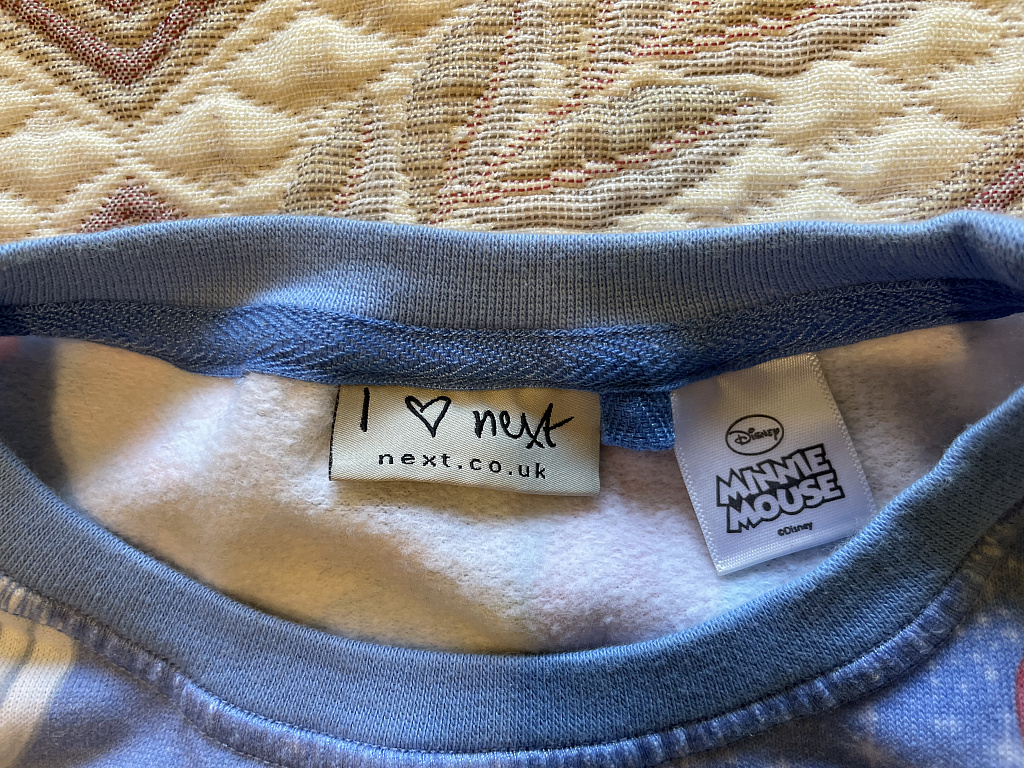 I ♡ next
next.co.uk
Disney
MINNIE
MOUSE
©Disney